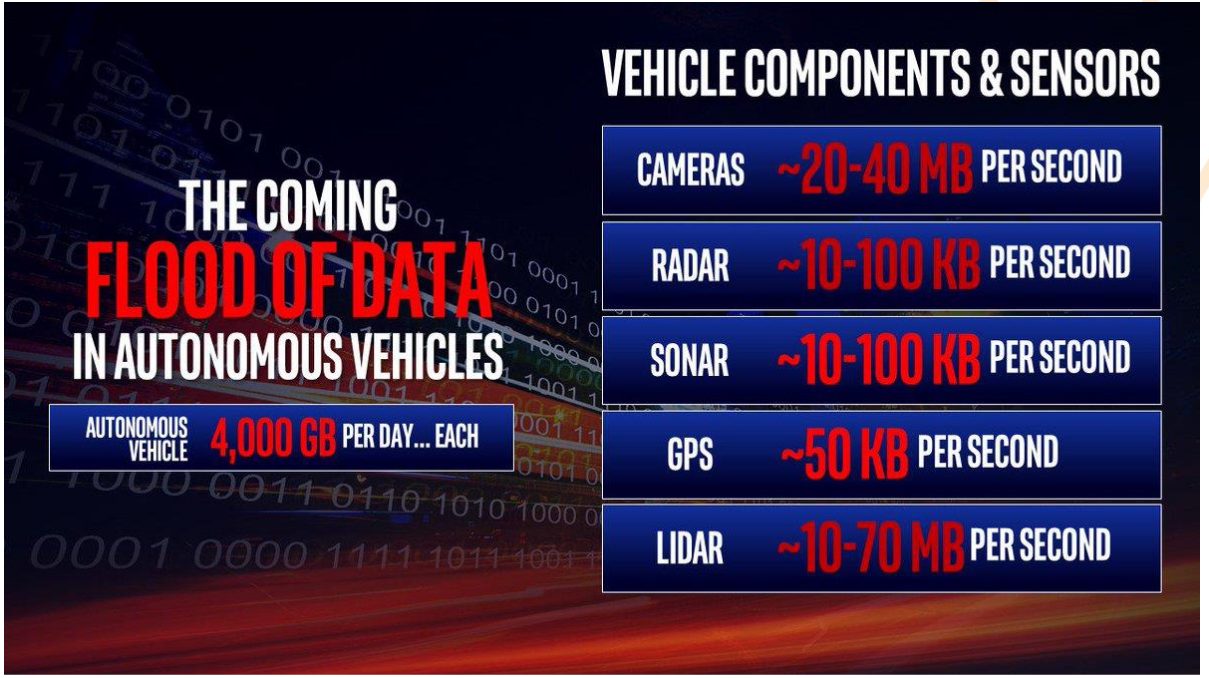 THE COMING
FLOOD OF DATA
IN AUTONOMOUS VEHICLES
AUTONOMOUS
VEHICLE 4,000 GB PER DAY... EACH
VEHICLE COMPONENTS & SENSORS
CAMERAS ~20-40 MB PER SECOND
RADAR ~10-100 KB PER SECOND
SONAR ~10-100 KB PER SECOND
GPS ~50 KB PER SECOND
LIDAR ~10-70 MB PER SECOND